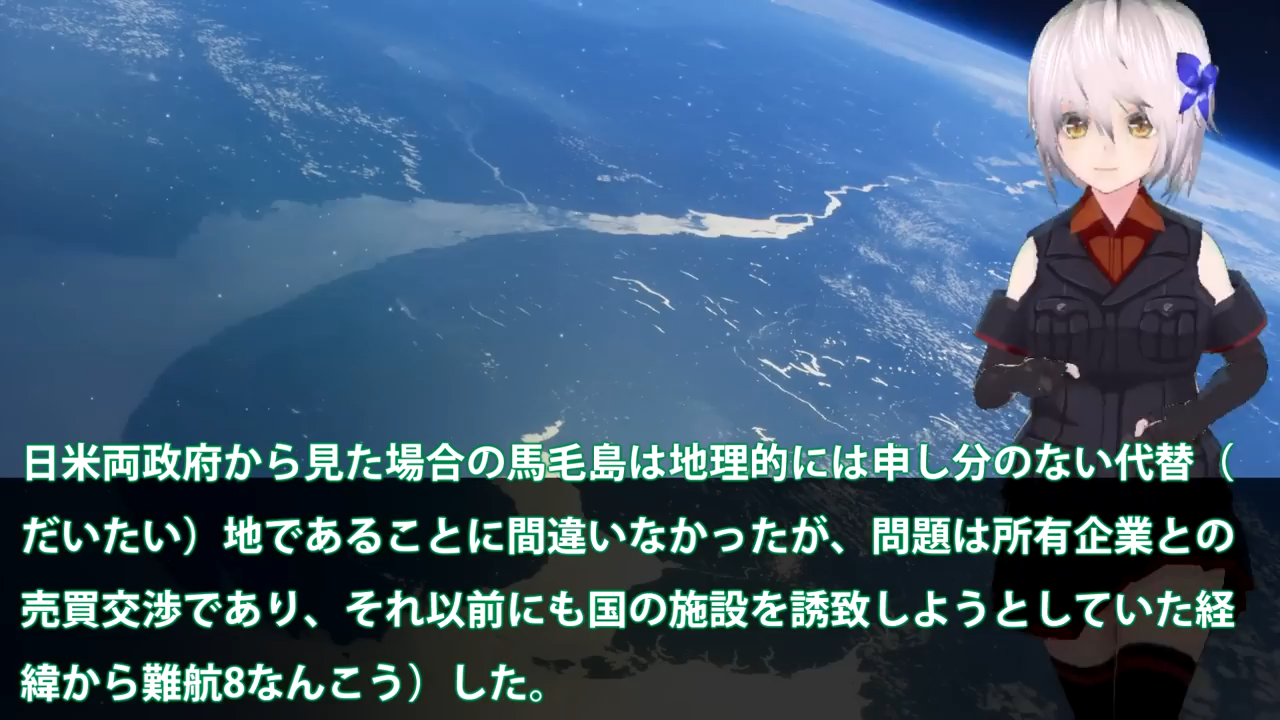 日米両政府から見た場合の馬毛島は地理的には申し分のない代替（
だいたい）地であることに間違いなかったが、問題は所有企業との
売買交渉であり、それ以前にも国の施設を誘致しようとしていた経
緯から難航8なんこう）した。